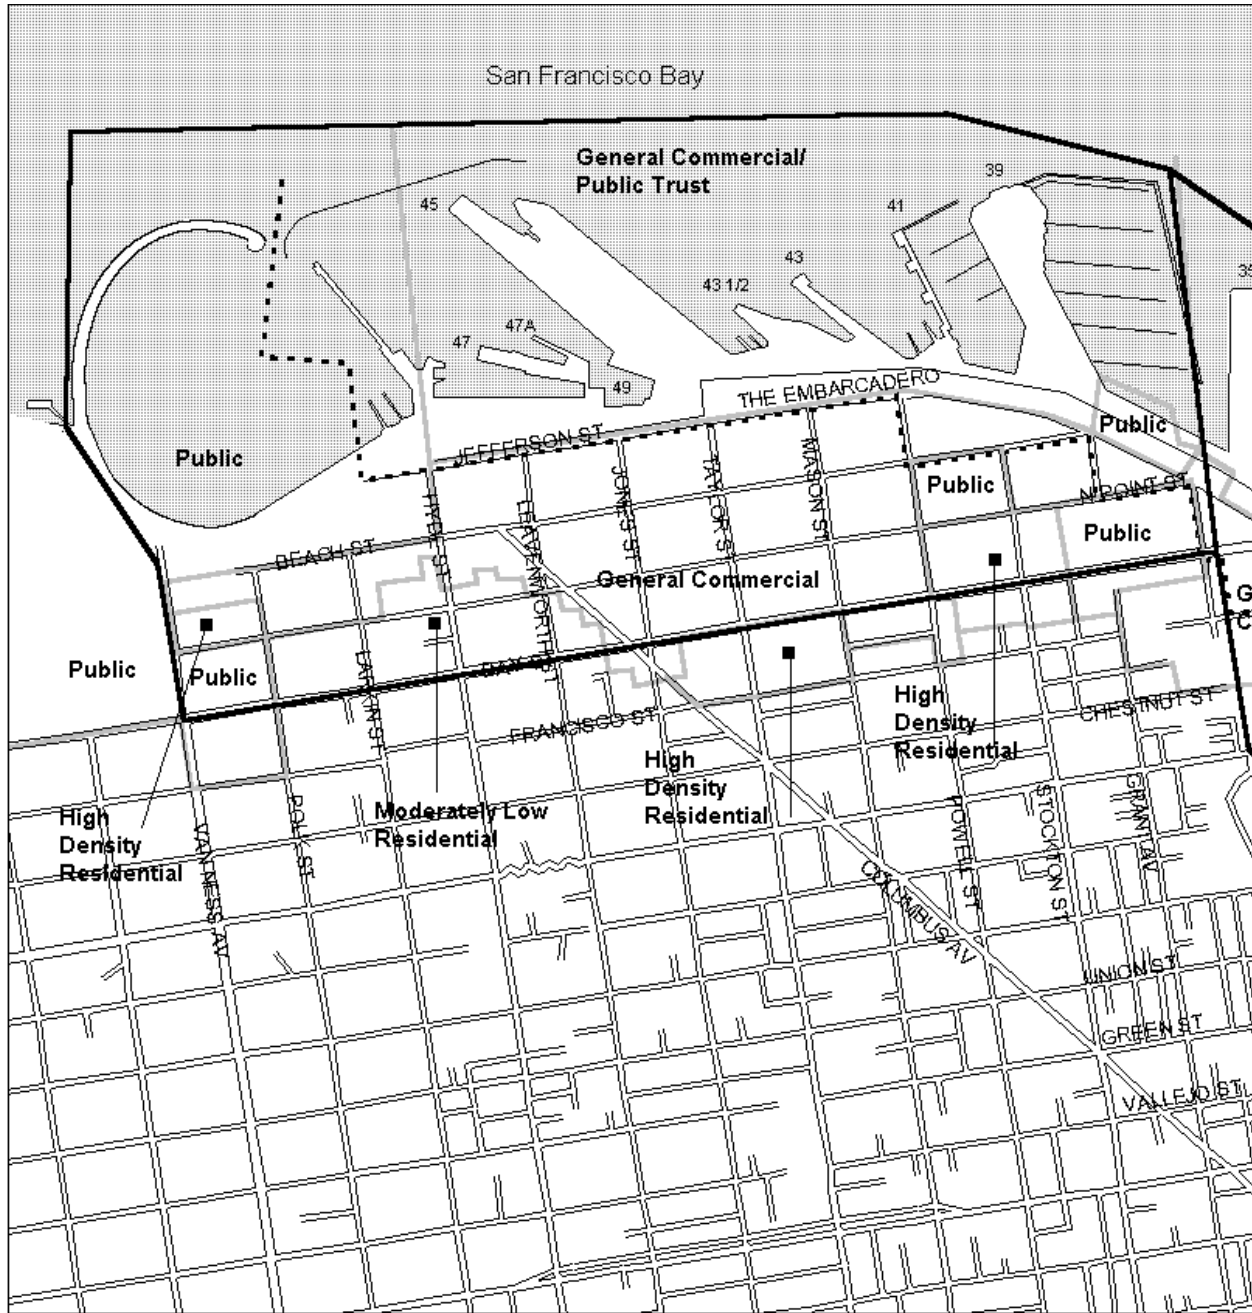 San Francisco Bay
General Commercial/
Public Trust
39
45
41
43
43 1/2
35
47A
47
49
THE EMBARCADERO
Public
JEFFERSON ST
Public
MASON ST
TAYLOR ST
JONES ST
Public
N POINT ST
HYDE ST
LEAVENWORTH ST
Public
BEACH ST
General Commercial
G
C
Public
Public
BAY ST
LARKIN ST
High
Density
Residential
CHESTNUT ST
FRANCISCO ST
High
Density
Residential
High
Density
Residential
Moderately Low
Residential
VAN NESS AV
POLK ST
POWELL ST
STOCKTON ST
GRANT AV
COLUMBUS AV
UNION ST
GREEN ST
VALLEJO ST